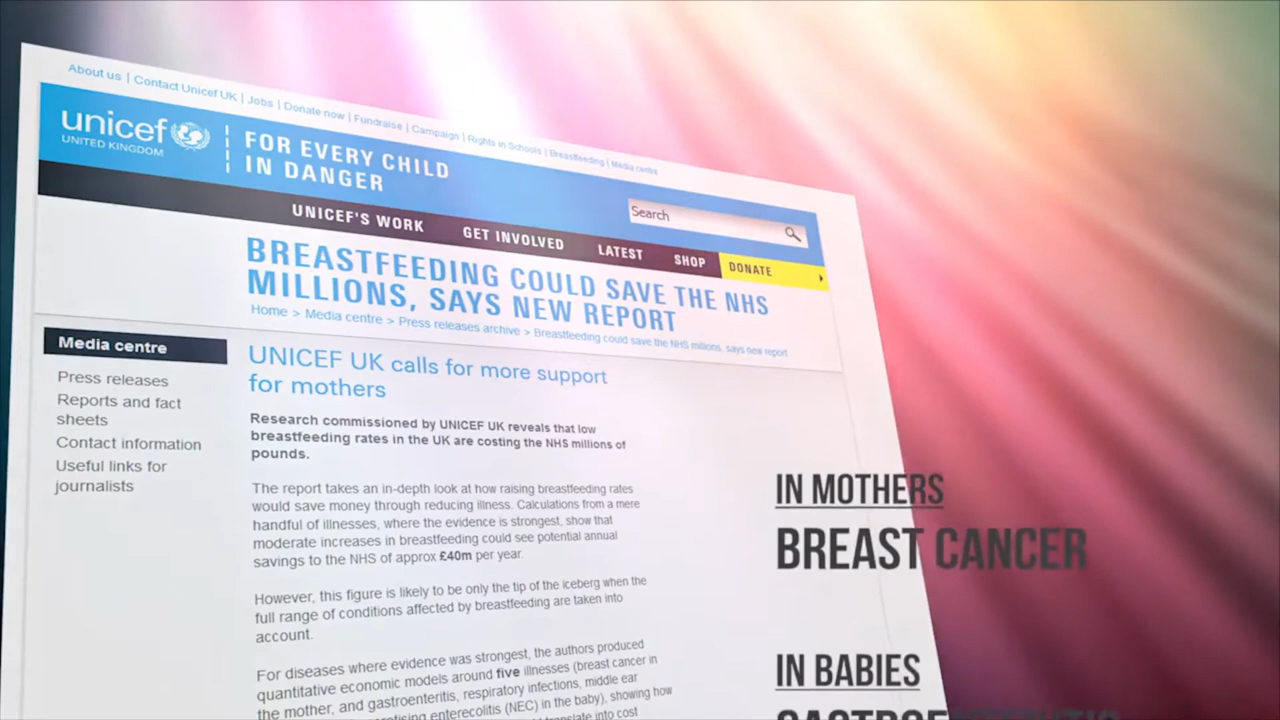 About us | Contact Unicef UK | Jobs | Donate now | Fundraise | Campaign | Rights in Schools | Breastfeeding | Media centre
unicef
UNITED KINGDOM
FOR EVERY CHILD
IN DANGER
Search
UNICEF'S WORK GET INVOLVED LATEST SHOP DONATE
BREASTFEEDING COULD SAVE THE NHS
MILLIONS, SAYS NEW REPORT
Home > Media centre > Press releases archive > Breastfeeding could save the NHS millions, says new report
Media centre
Press releases
Reports and fact
sheets
Contact information
Useful links for
journalists
UNICEF UK calls for more support
for mothers
Research commissioned by UNICEF UK reveals that low
breastfeeding rates in the UK are costing the NHS millions of
pounds.
The report takes an in-depth look at how raising breastfeeding rates
would save money through reducing illness. Calculations from a mere
handful of illnesses, where the evidence is strongest, show that
moderate increases in breastfeeding could see potential annual
savings to the NHS of approx £40m per year.
However, this figure is likely to be only the tip of the iceberg when the
full range of conditions affected by breastfeeding are taken into
account.
For diseases where evidence was strongest, the authors produced
quantitative economic models around five illnesses (breast cancer in
the mother, and gastroenteritis, respiratory infections, middle ear
enterecolitis (NEC) in the baby), showing how
translate into cost
IN MOTHERS
BREAST CANCER
IN BABIES